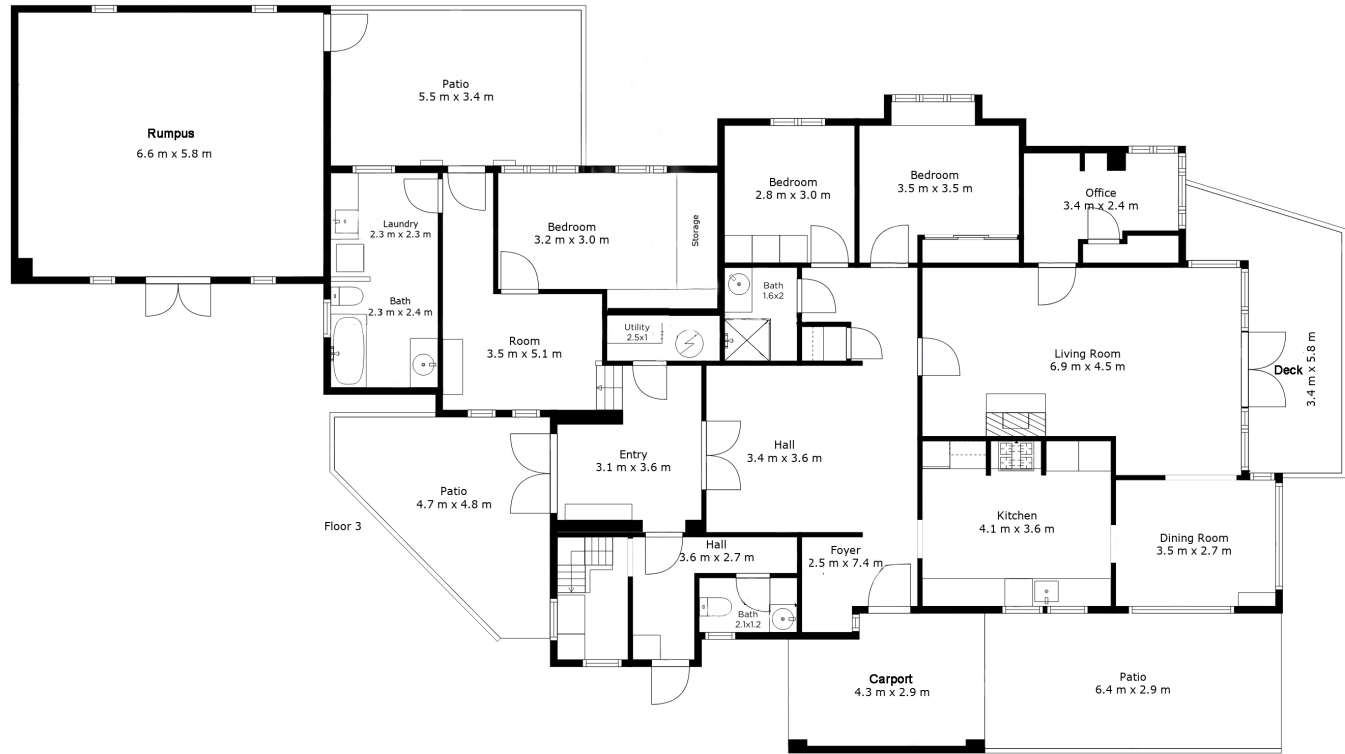 Patio
5.5 m x 3.4 m
Rumpus
6.6 m x 5.8 m
Bedroom
2.8 m x 3.0 m
Bedroom
3.5 m x 3.5 m
Office
3.4 m x 2.4 m
Laundry
2.3 m x 2.3 m
Bedroom
3.2 m x 3.0 m
Storage
Bath
1.6x2
Bath
2.3 m x 2.4 m
Utility
2.5x1
Room
3.5 m x 5.1 m
Living Room
6.9 m x 4.5 m
Deck
3.4 m x 5.8 m
Entry
3.1 m x 3.6 m
Hall
3.4 m x 3.6 m
Patio
4.7 m x 4.8 m
Floor 3
Kitchen
4.1 m x 3.6 m
Dining Room
3.5 m x 2.7 m
Hall
3.6 m x 2.7 m
Foyer
2.5 m x 7.4 m
Bath
2.1x1.2
Carport
4.3 m x 2.9 m
Patio
6.4 m x 2.9 m